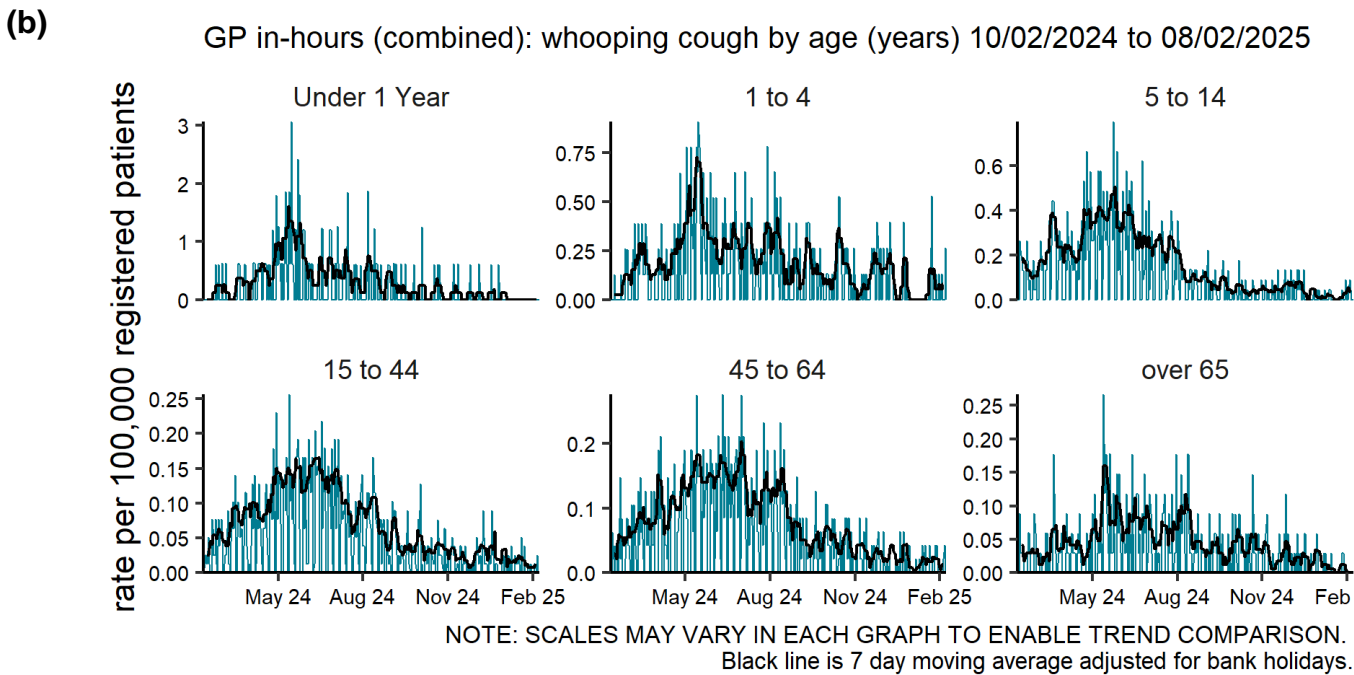 (b)
GP in-hours (combined): whooping cough by age (years) 10/02/2024 to 08/02/2025
rate per 100,000 registered patients
Under 1 Year
3
2
1
0
1 to 4
0.75
0.50
0.25
0.00
5 to 14
0.6
0.4
0.2
0.0
15 to 44
0.25
0.20
0.15
0.10
0.05
0.00
May 24 Aug 24 Nov 24 Feb 25
45 to 64
0.2
0.1
0.0
May 24 Aug 24 Nov 24 Feb 25
over 65
0.25
0.20
0.15
0.10
0.05
0.00
May 24 Aug 24 Nov 24 Feb
NOTE: SCALES MAY VARY IN EACH GRAPH TO ENABLE TREND COMPARISON.
Black line is 7 day moving average adjusted for bank holidays.